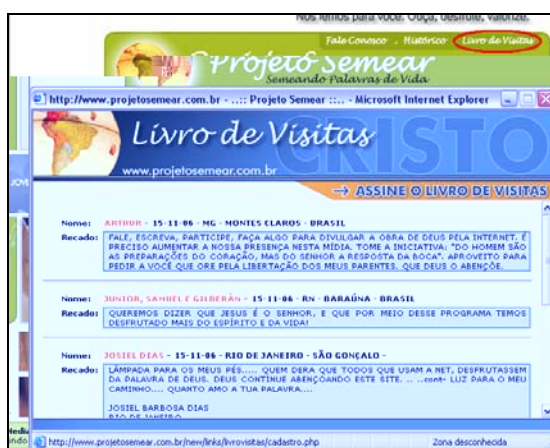 Nos temos para você. Ouça, desfrute, valorize.
Fale Conosco . Histórico . Livro de Visitas
Projeto Semear
Semeando Palavras de Vida
http://www.projetosemear.com.br - ..:: Projeto Semear ::.. - Microsoft Internet Explorer
Livro de Visitas
CRISTO
www.projetosemear.com.br
→ ASSINE O LIVRO DE VISITAS
Nome: ARTHUR - 15-11-06 - MG - MONTES CLAROS - BRASIL
Recado: FALE, ESCREVA, PARTICIPE, FAÇA ALGO PARA DIVULGAR A OBRA DE DEUS PELA INTERNET. É
PRECISO AUMENTAR A NOSSA PRESENÇA NESTA MÍDIA. TOME A INICIATIVA: "DO HOMEM SÃO
AS PREPARAÇÕES DO CORAÇÃO, MAS DO SENHOR A RESPOSTA DA BOCA". APROVEITO PARA
PEDIR A VOCÊ QUE ORE PELA LIBERTAÇÃO DOS MEUS PARENTES. QUE DEUS O ABENÇÕE.
Nome: JUNIOR, SAMUEL E GILDERÂN - 15-11-06 - RN - BARAÚNA - BRASIL
Recado: QUEREMOS DIZER QUE JESUS É O SENHOR, E QUE POR MEIO DESSE PROGRAMA TEMOS
DESFRUTADO MAIS DO ESPÍRITO E DA VIDA!
Nome: JOSIEL DIAS - 15-11-06 - RIO DE JANEIRO - SÃO GONÇALO -
Recado: LÂMPADA PARA OS MEUS PÉS..... QUEM DERA QUE TODOS QUE USAM A NET, DESFRUTASSEM
DA PALAVRA DE DEUS. DEUS CONTINUE ABENÇOANDO ESTE SITE. .. ..cont- LUZ PARA O MEU
CAMINHO.... QUANTO AMO A TUA PALAVRA....
JOSIEL BARBOSA DIAS
RIO DE JANEIRO
http://www.projetosemear.com.br/new/links/livrovisitas/cadastro.php
Zona desconhecida